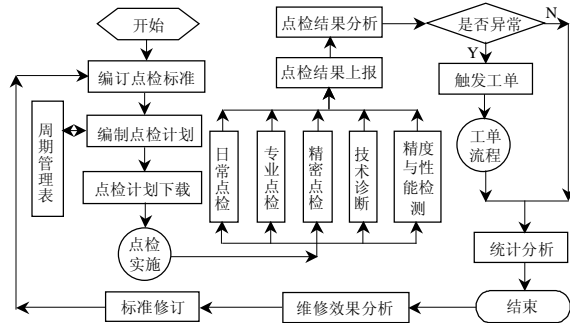 开始
编订点检标准
周期管理表
编制点检计划
点检计划下载
点检
实施
日常点检
专业点检
精密点检
技术诊断
精度与性能检测
点检结果上报
点检结果分析
是否异常
N
Y
触发工单
工单
流程
统计分析
结束
维修效果分析
标准修订